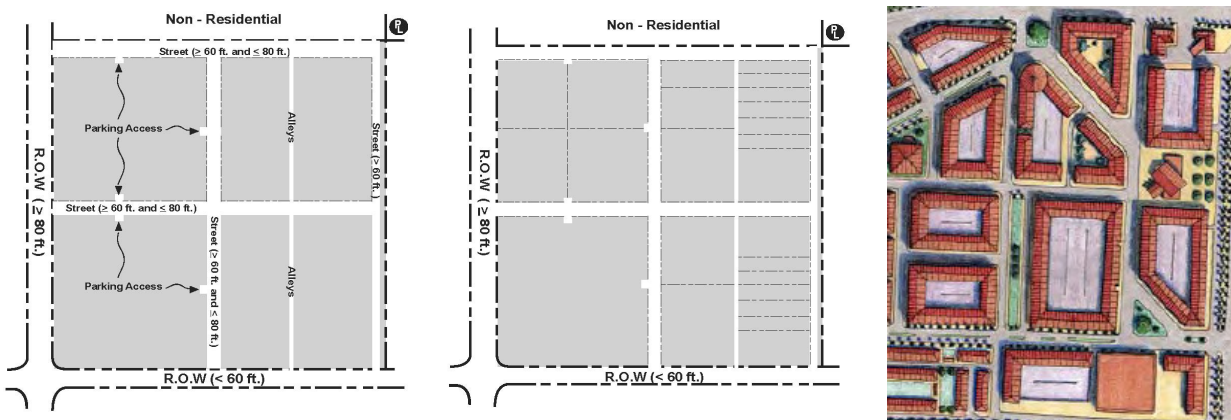 Non - Residential
PL
Street (≥ 60 ft. and ≤ 80 ft.)
Parking Access
Alleys
Street (≥ 60 ft.)
R.O.W (≥ 80 ft.)
Street (≥ 60 ft. and ≤ 80 ft.)
Street (≥ 60 ft. and ≤ 80 ft.)
Parking Access
Alleys
R.O.W (< 60 ft.)
Non - Residential
PL
R.O.W (≥ 80 ft.)
R.O.W (< 60 ft.)